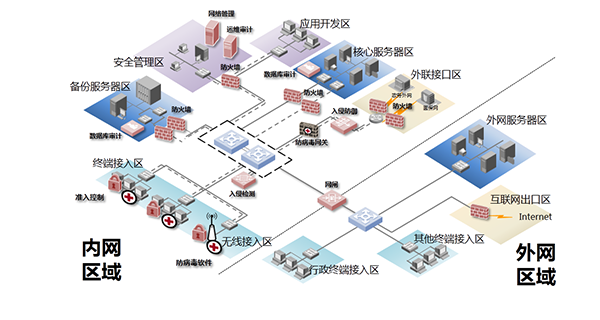 网络管理
运维审计
应用开发区
安全管理区
防火墙
核心服务器区
数据库审计
外联接口区
备份服务器区
防火墙
防火墙
入侵防御
防火墙
数据库审计
防病毒网关
外网服务器区
终端接入区
准入控制
入侵检测
网闸
互联网出口区
Internet
无线接入区
防病毒软件
其他终端接入区
行政终端接入区
内网
区域
外网
区域